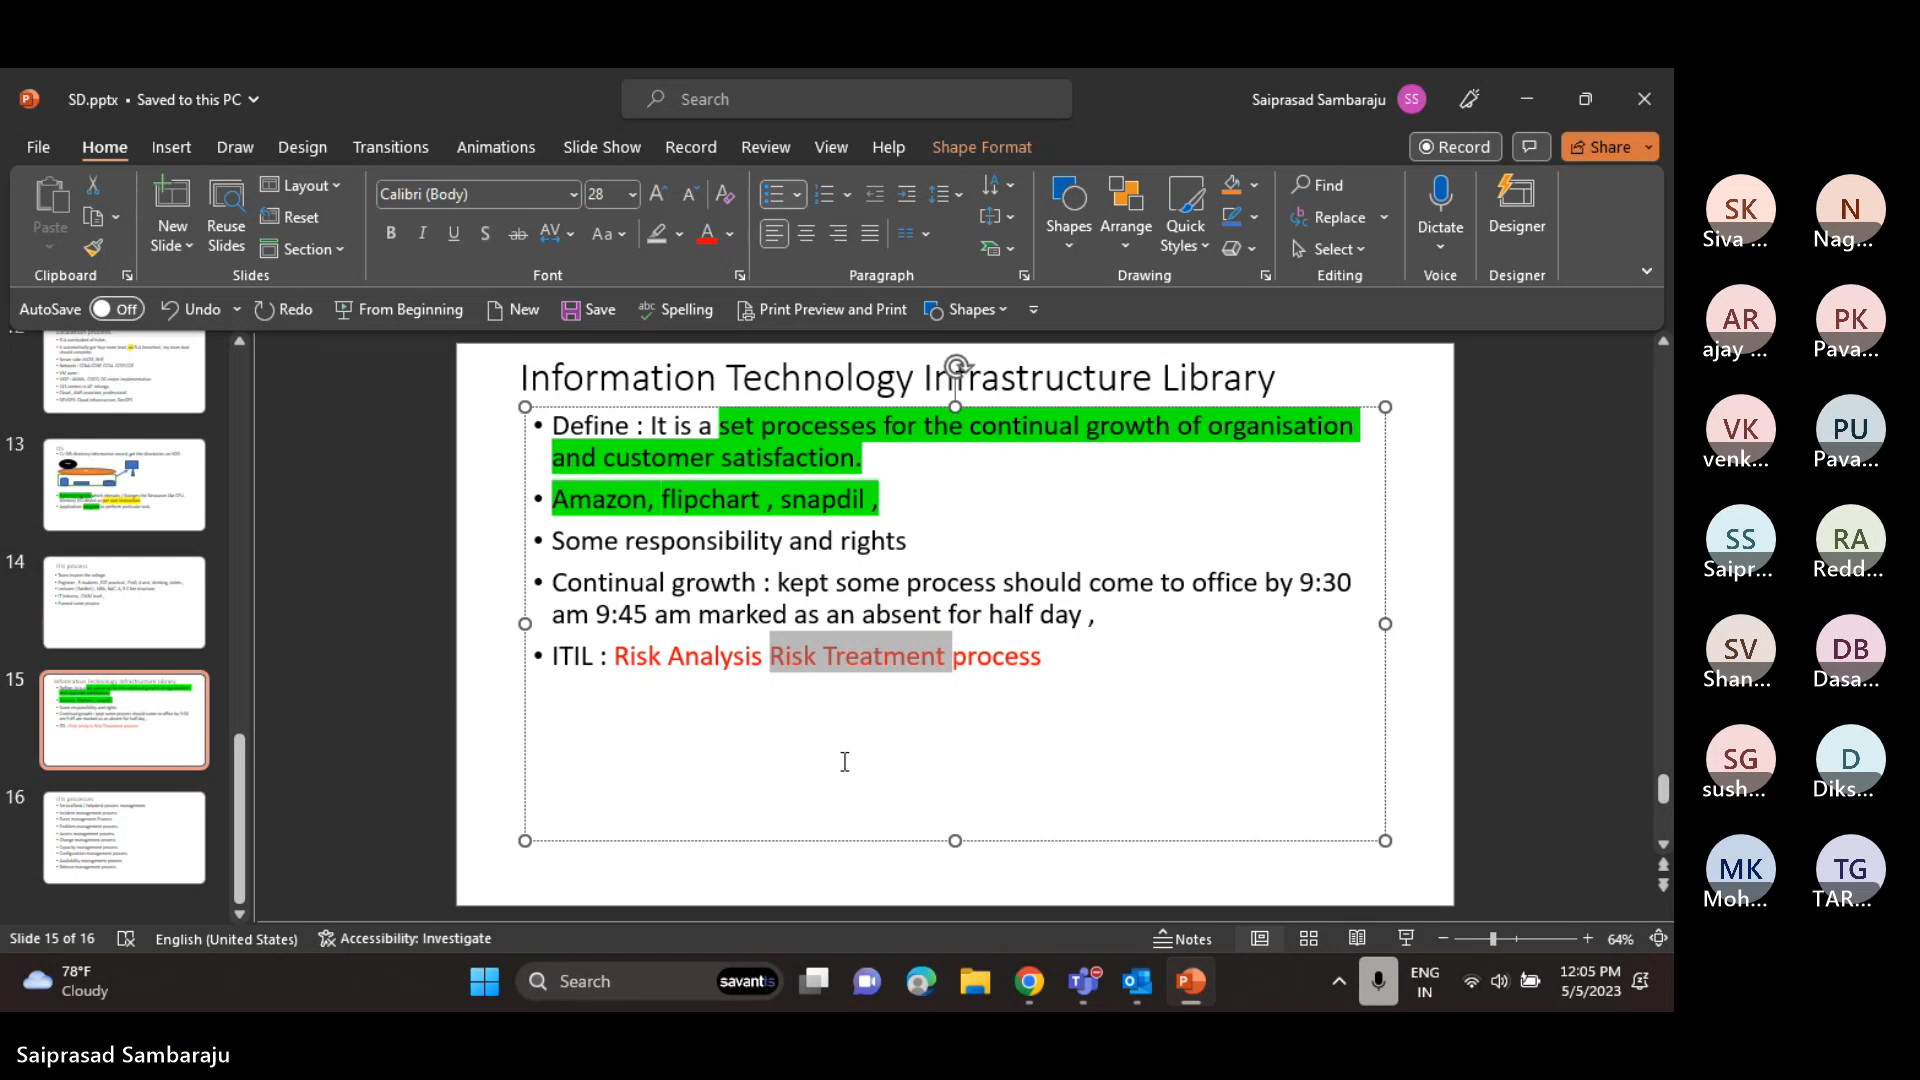 SD.pptx • Saved to this PC
Search
Saiprasad Sambaraju
SS
File Home Insert Draw Design Transitions Animations Slide Show Record Review View Help Shape Format
Record
Share
Paste
New Slide
Reuse Slides
Layout
Reset
Section
Calibri (Body)
28
Shapes
Arrange
Quick Styles
Find
Replace
Select
Dictate
Designer
Clipboard
Slides
Font
Paragraph
Drawing
Editing
Voice
Designer
AutoSave Off Undo Redo From Beginning New Save Spelling Print Preview and Print Shapes
13
14
15
16
Information Technology Infrastructure Library
• Define : It is a set processes for the continual growth of organisation
and customer satisfaction.
• Amazon, flipchart , snapdil ,
• Some responsibility and rights
• Continual growth : kept some process should come to office by 9:30
am 9:45 am marked as an absent for half day ,
• ITIL : Risk Analysis Risk Treatment process
Slide 15 of 16
English (United States)
Accessibility: Investigate
Notes
64%
78°F
Cloudy
Search
savantis
ENG
IN
12:05 PM
5/5/2023
SK
Siva ...
N
Nag...
AR
ajay ...
PK
Pava...
VK
venk...
PU
Pava...
SS
Saipr...
RA
Redd...
SV
Shan...
DB
Dasa...
SG
sush...
D
Diks...
MK
Moh...
TG
TAR...
Saiprasad Sambaraju